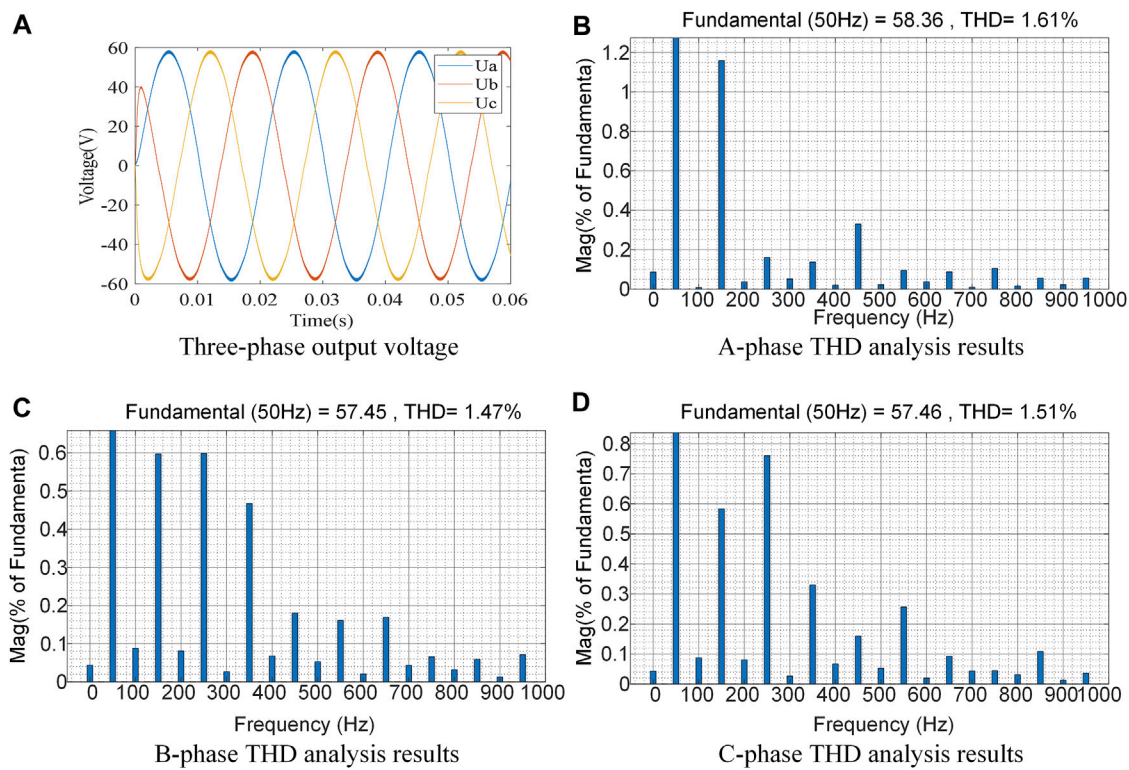 A
60
40
20
0
-20
-40
-60
Voltage(V)
Ua
Ub
Uc
0 0.01 0.02 0.03 0.04 0.05 0.06
Time(s)
Three-phase output voltage
B
Fundamental (50Hz) = 58.36 , THD= 1.61%
1.2
1
0.8
0.6
0.4
0.2
0
Mag(% of Fundamenta)
0 100 200 300 400 500 600 700 800 900 1000
Frequency (Hz)
A-phase THD analysis results
C
Fundamental (50Hz) = 57.45 , THD= 1.47%
0.6
0.5
0.4
0.3
0.2
0.1
0
Mag(% of Fundamenta)
0 100 200 300 400 500 600 700 800 900 1000
Frequency (Hz)
B-phase THD analysis results
D
Fundamental (50Hz) = 57.46 , THD= 1.51%
0.8
0.7
0.6
0.5
0.4
0.3
0.2
0.1
0
Mag(% of Fundamenta)
0 100 200 300 400 500 600 700 800 900 1000
Frequency (Hz)
C-phase THD analysis results